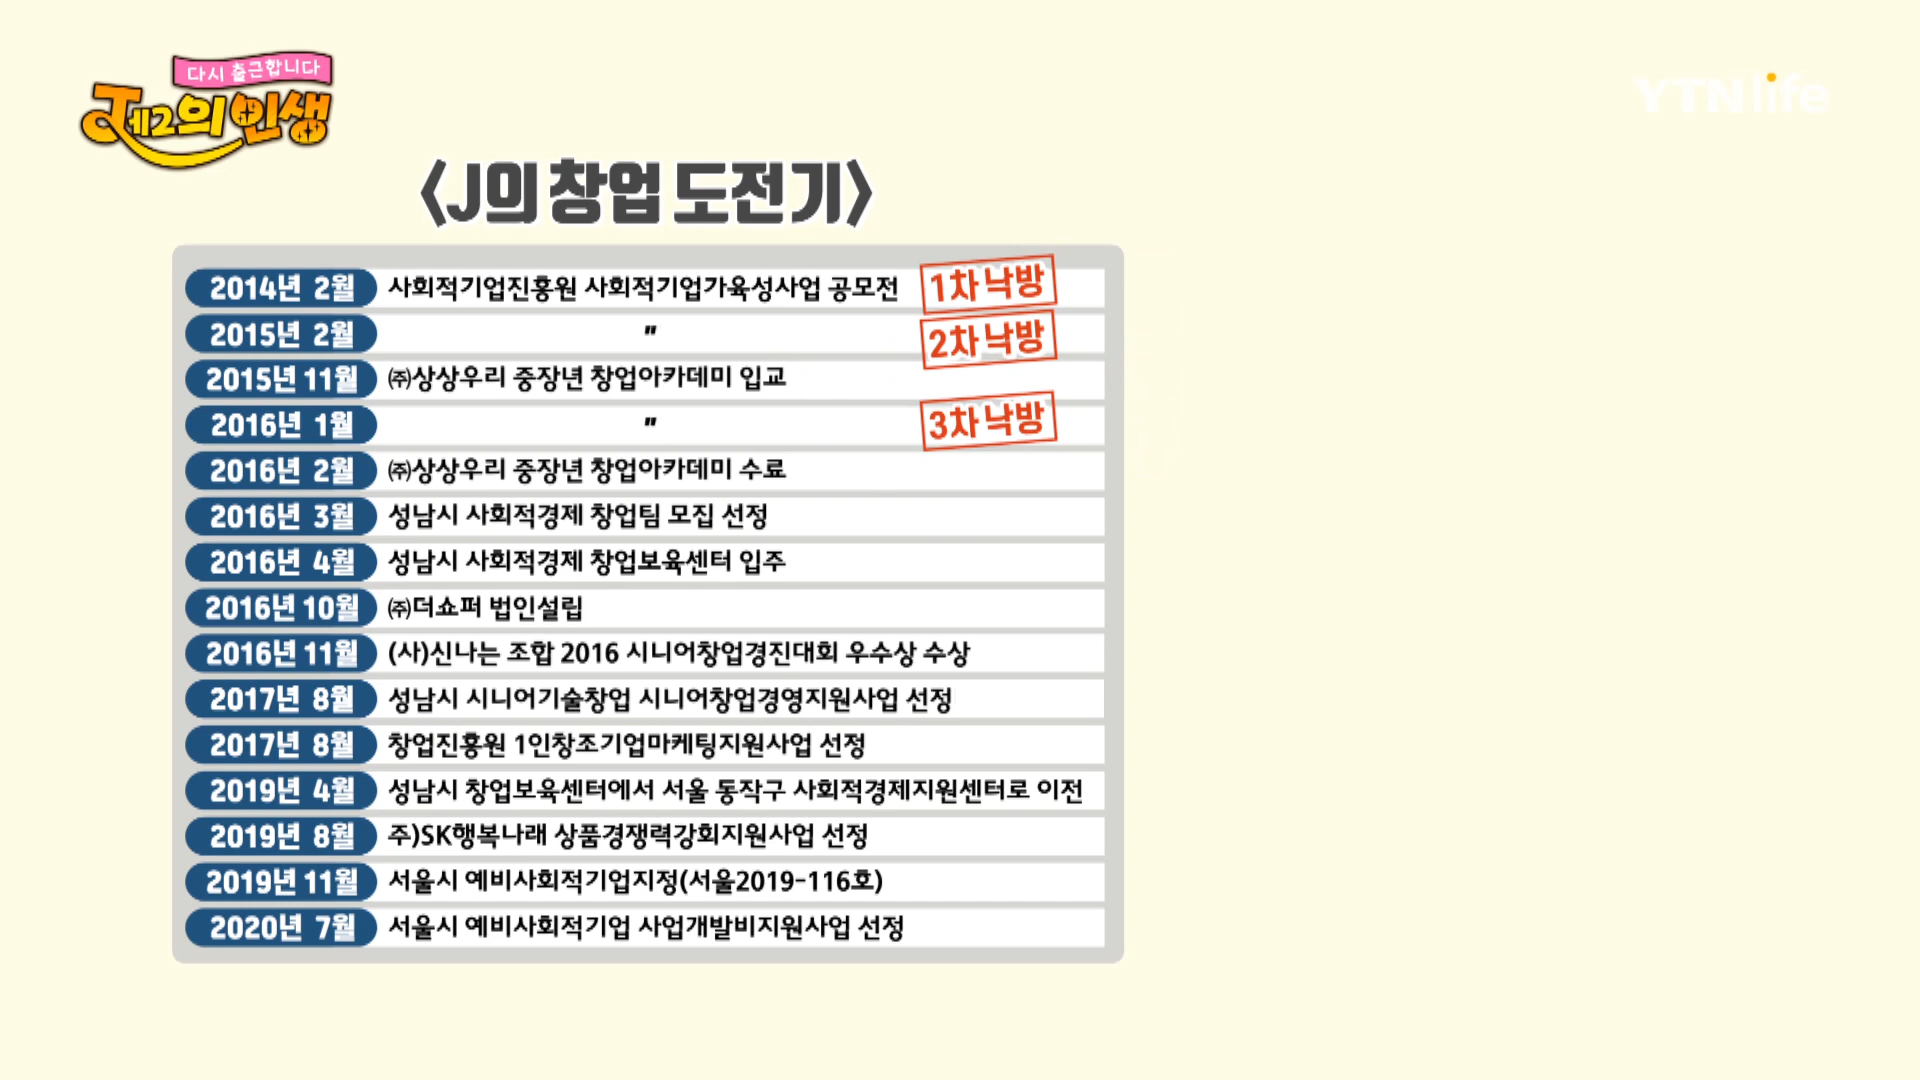 다시 출근합니다
제2의 인생
YTN life
〈J의 창업 도전기〉
2014년 2월 사회적기업진흥원 사회적기업가육성사업 공모전 1차 낙방
2015년 2월 〃 2차 낙방
2015년 11월 ㈜상상우리 중장년 창업아카데미 입교
2016년 1월 〃 3차 낙방
2016년 2월 ㈜상상우리 중장년 창업아카데미 수료
2016년 3월 성남시 사회적경제 창업팀 모집 선정
2016년 4월 성남시 사회적경제 창업보육센터 입주
2016년 10월 ㈜더쇼퍼 법인설립
2016년 11월 (사)신나는 조합 2016 시니어창업경진대회 우수상 수상
2017년 8월 성남시 시니어기술창업 시니어창업경영지원사업 선정
2017년 8월 창업진흥원 1인창조기업마케팅지원사업 선정
2019년 4월 성남시 창업보육센터에서 서울 동작구 사회적경제지원센터로 이전
2019년 8월 주)SK행복나래 상품경쟁력강회지원사업 선정
2019년 11월 서울시 예비사회적기업지정(서울2019-116호)
2020년 7월 서울시 예비사회적기업 사업개발비지원사업 선정